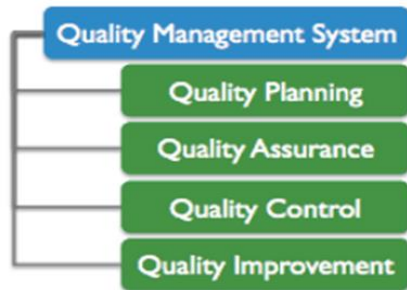 Quality Management System
Quality Planning
Quality Assurance
Quality Control
Quality Improvement